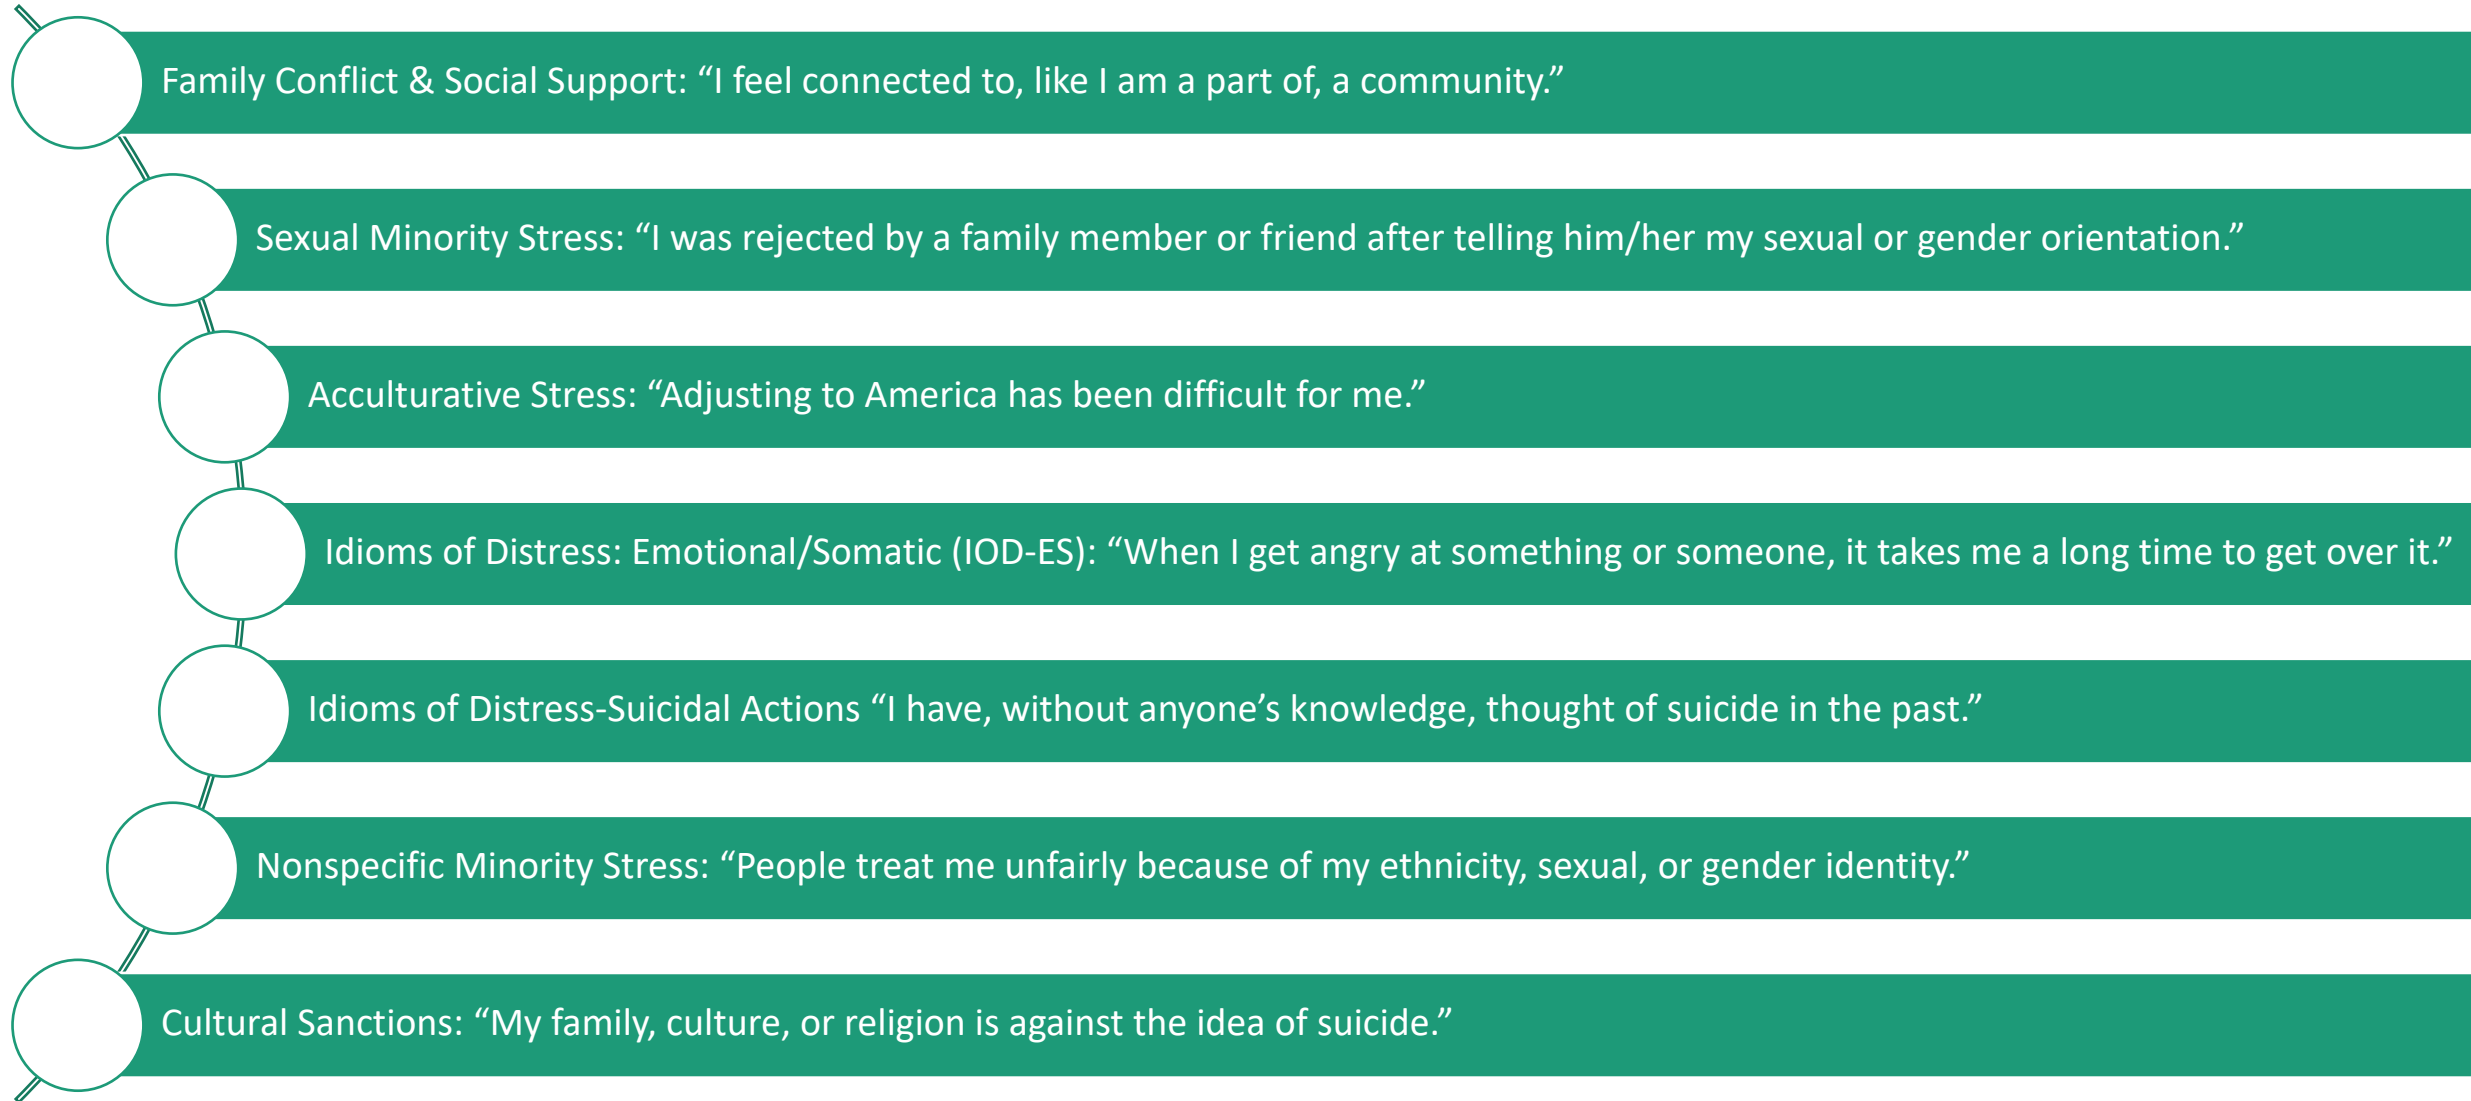 Family Conflict & Social Support: “I feel connected to, like I am a part of, a community.”
Sexual Minority Stress: “I was rejected by a family member or friend after telling him/her my sexual or gender orientation.”
Acculturative Stress: “Adjusting to America has been difficult for me.”
Idioms of Distress: Emotional/Somatic (IOD-ES): “When I get angry at something or someone, it takes me a long time to get over it.”
Idioms of Distress-Suicidal Actions “I have, without anyone’s knowledge, thought of suicide in the past.”
Nonspecific Minority Stress: “People treat me unfairly because of my ethnicity, sexual, or gender identity.”
Cultural Sanctions: “My family, culture, or religion is against the idea of suicide.”